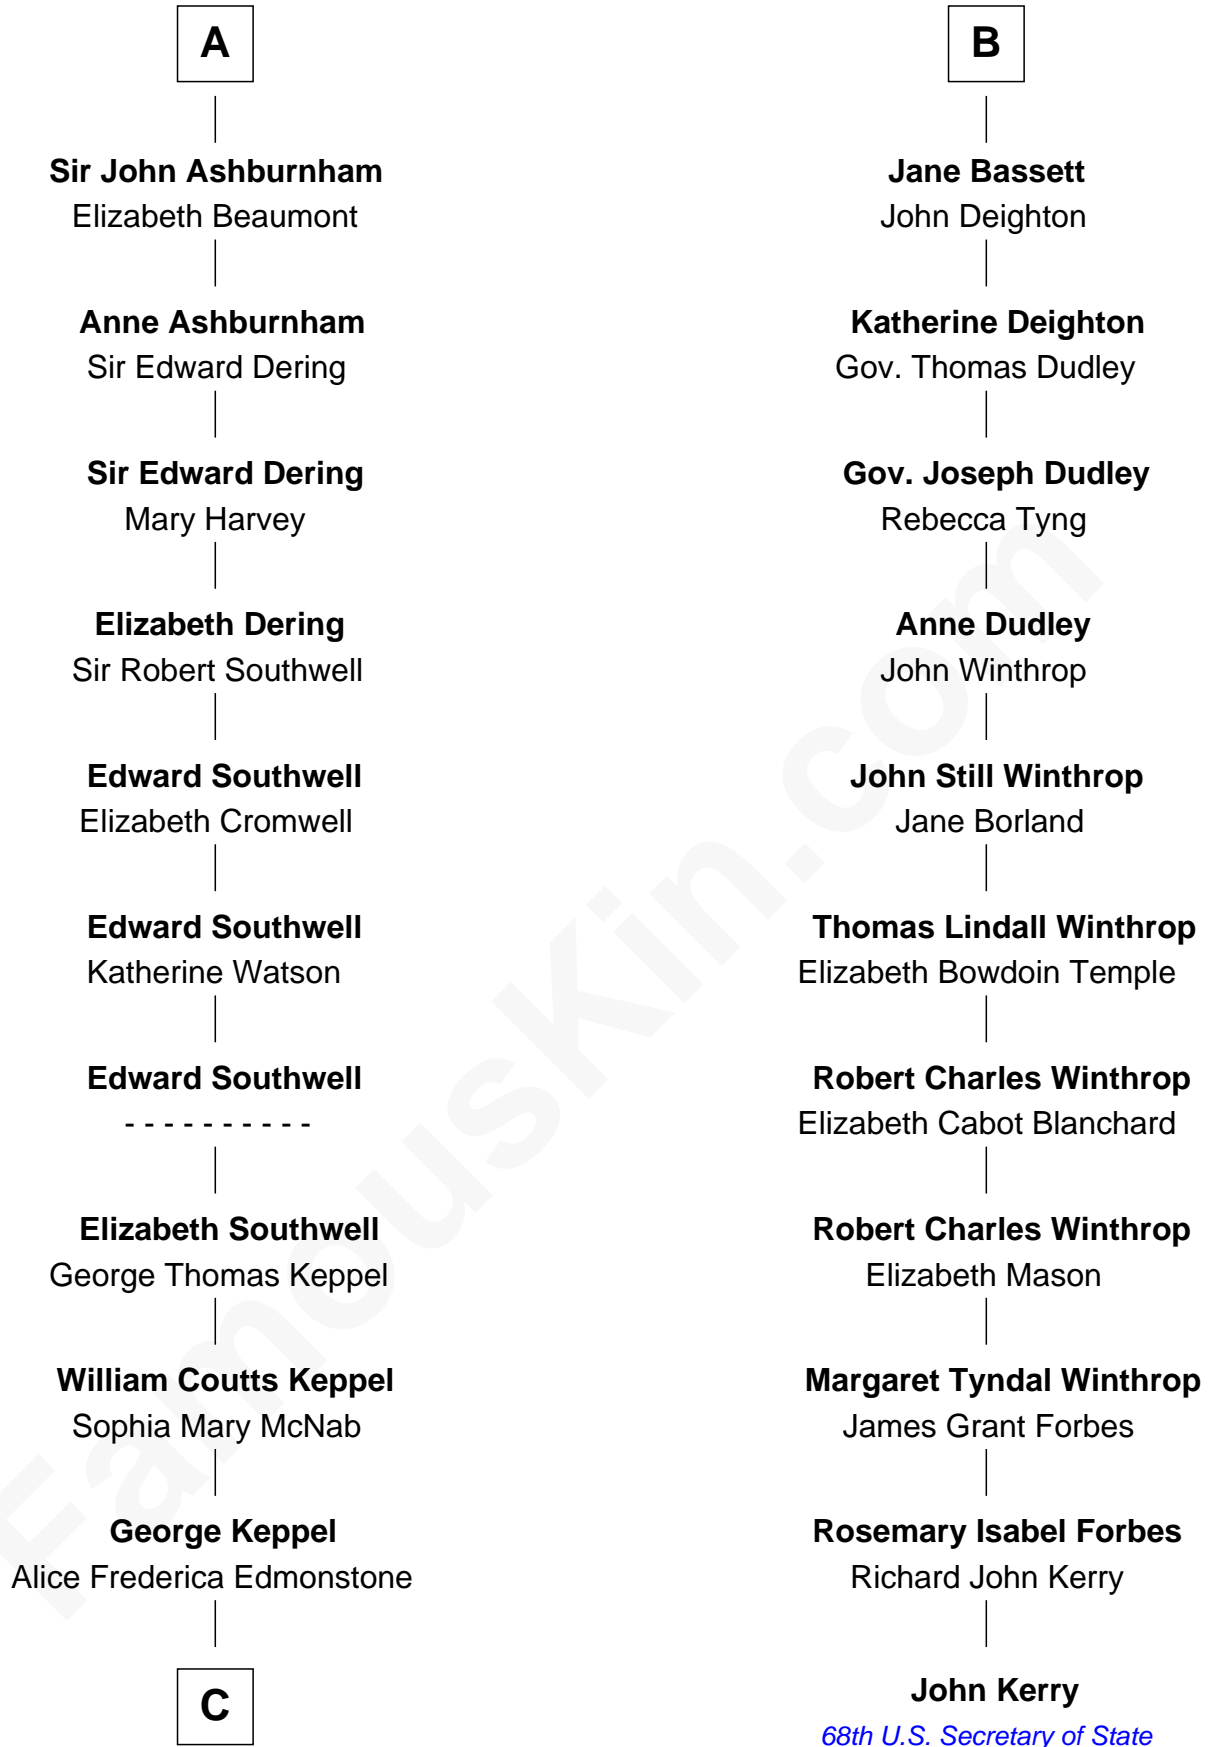 A
Sir John Ashburnham
Elizabeth Beaumont
Anne Ashburnham
Sir Edward Dering
Sir Edward Dering
Mary Harvey
Elizabeth Dering
Sir Robert Southwell
Edward Southwell
Elizabeth Cromwell
Edward Southwell
Katherine Watson
Edward Southwell
- - - - - - - - - -
Elizabeth Southwell
George Thomas Keppel
William Coutts Keppel
Sophia Mary McNab
George Keppel
Alice Frederica Edmonstone
C
B
Jane Bassett
John Deighton
Katherine Deighton
Gov. Thomas Dudley
Gov. Joseph Dudley
Rebecca Tyng
Anne Dudley
John Winthrop
John Still Winthrop
Jane Borland
Thomas Lindall Winthrop
Elizabeth Bowdoin Temple
Robert Charles Winthrop
Elizabeth Cabot Blanchard
Robert Charles Winthrop
Elizabeth Mason
Margaret Tyndal Winthrop
James Grant Forbes
Rosemary Isabel Forbes
Richard John Kerry
John Kerry
68th U.S. Secretary of State
FamousKin.com